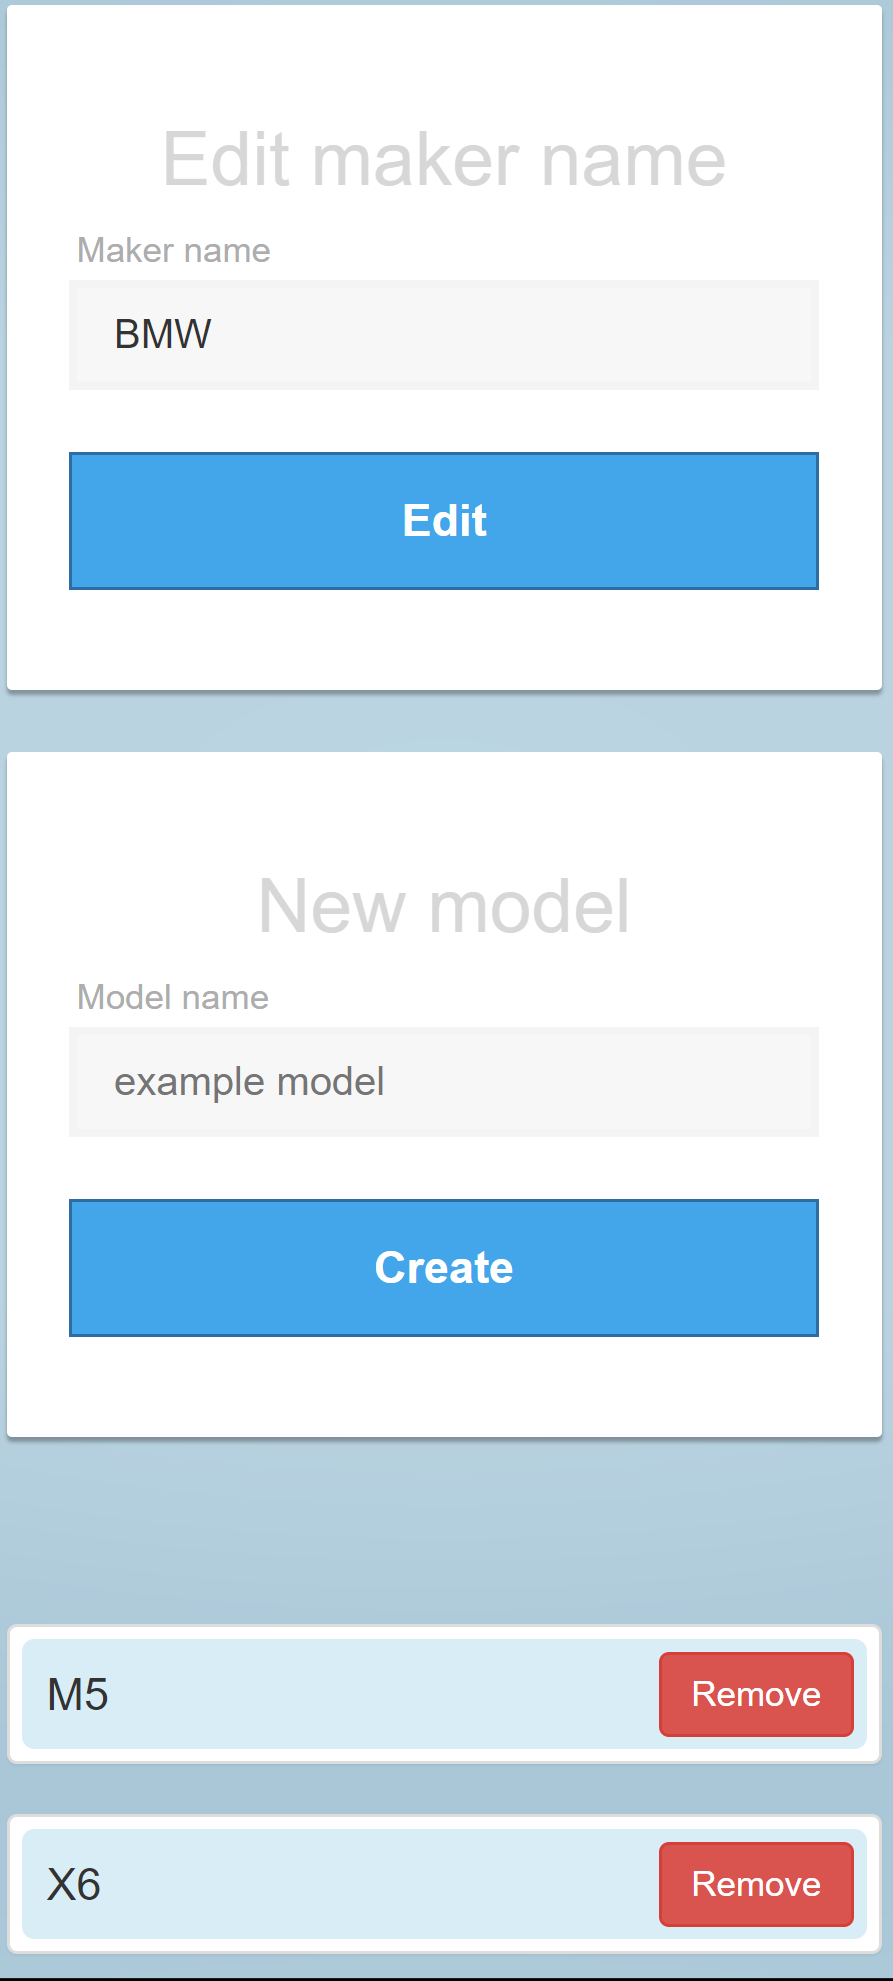 Edit maker name
Maker name
BMW
Edit
New model
Model name
example model
Create
M5
Remove
X6
Remove